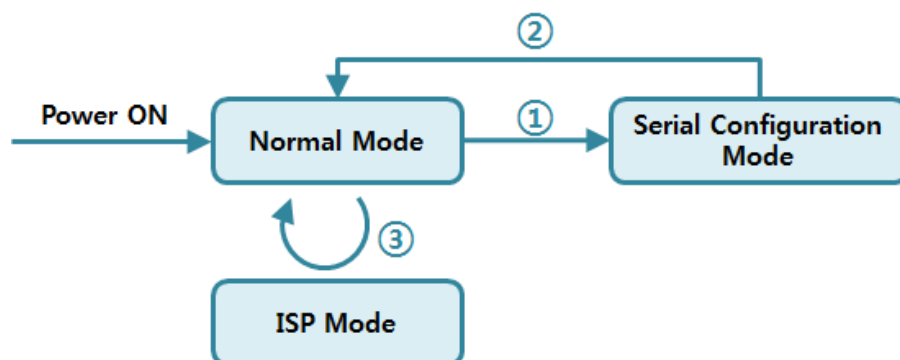 ②
Power ON
Normal Mode
①
Serial Configuration
Mode
③
ISP Mode